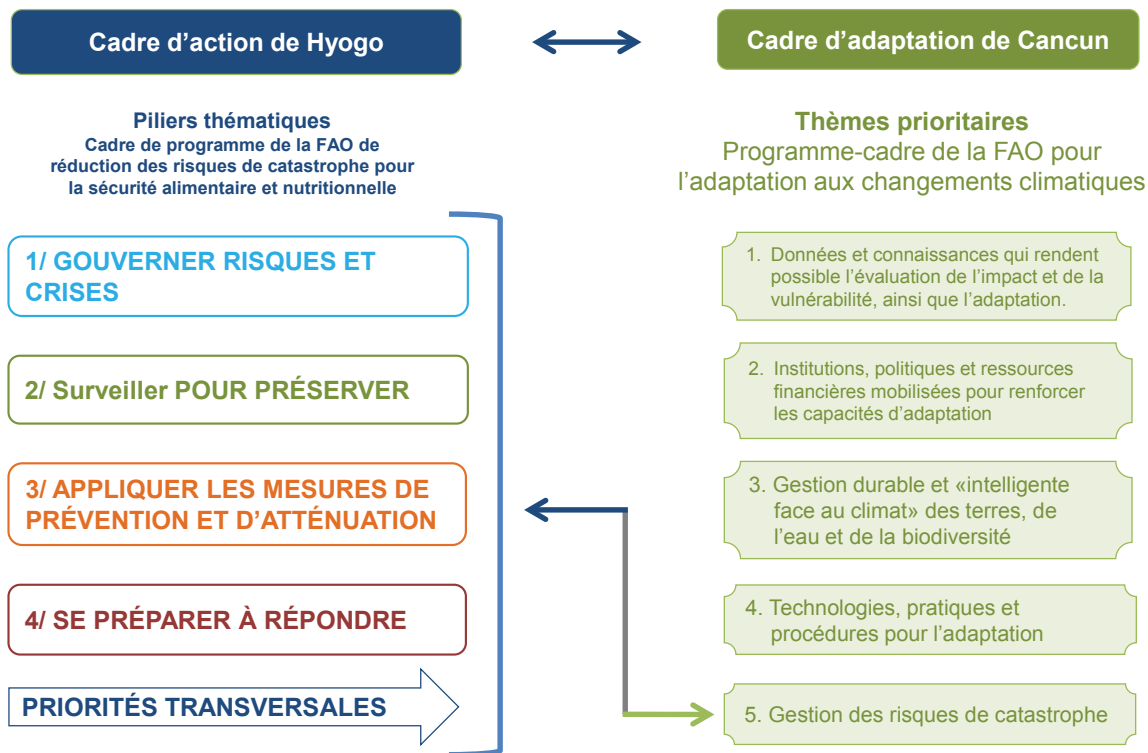 Cadre d’action de Hyogo
Cadre d’adaptation de Cancun
Piliers thématiques
Cadre de programme de la FAO de
réduction des risques de catastrophe pour
la sécurité alimentaire et nutritionnelle
1/ GOUVERNER RISQUES ET
CRISES
2/ Surveiller POUR PRÉSERVER
3/ APPLIQUER LES MESURES DE
PRÉVENTION ET D’ATTÉNUATION
4/ SE PRÉPARER À RÉPONDRE
PRIORITÉS TRANSVERSALES
Thèmes prioritaires
Programme-cadre de la FAO pour
l’adaptation aux changements climatiques
1. Données et connaissances qui rendent
possible l’évaluation de l’impact et de la
vulnérabilité, ainsi que l’adaptation.
2. Institutions, politiques et ressources
financières mobilisées pour renforcer
les capacités d’adaptation
3. Gestion durable et «intelligente
face au climat» des terres, de
l’eau et de la biodiversité
4. Technologies, pratiques et
procédures pour l’adaptation
5. Gestion des risques de catastrophe